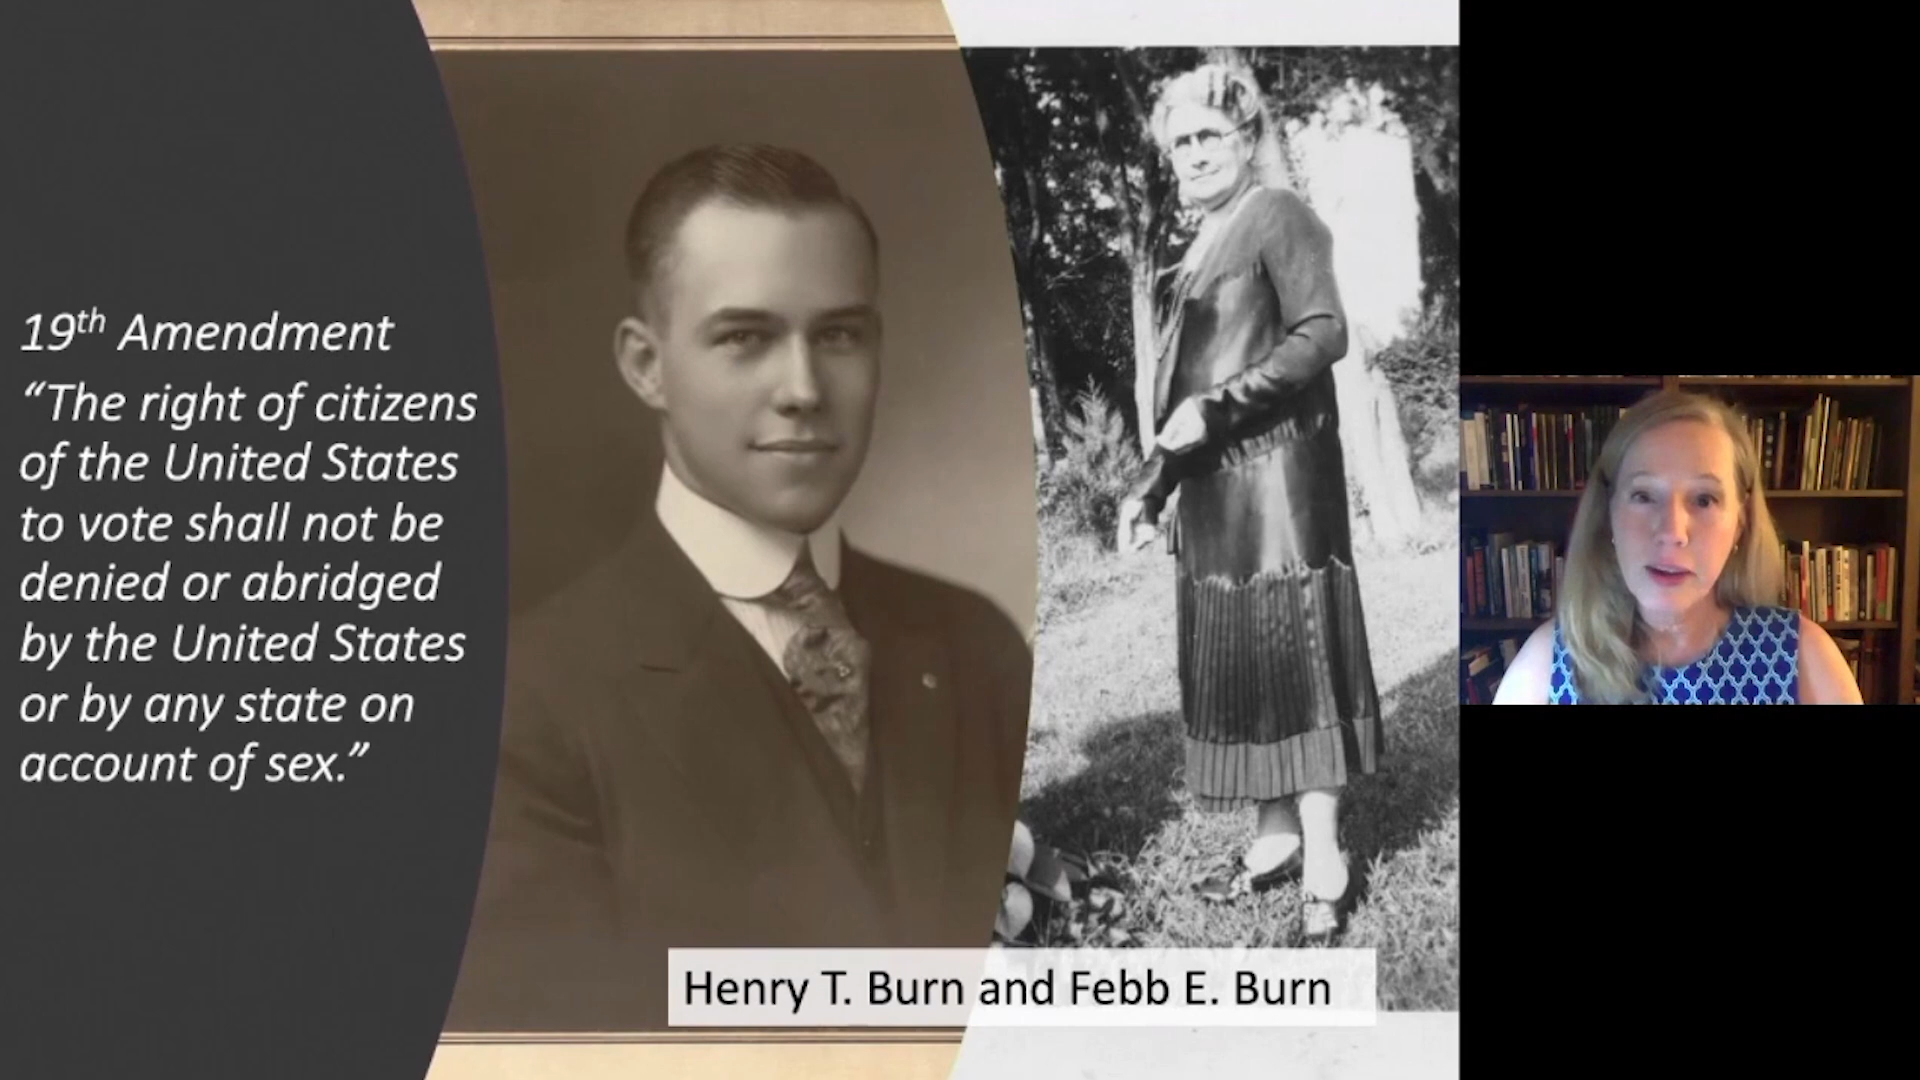 19th Amendment
“The right of citizens
of the United States
to vote shall not be
denied or abridged
by the United States
or by any state on
account of sex.”
Henry T. Burn and Febb E. Burn